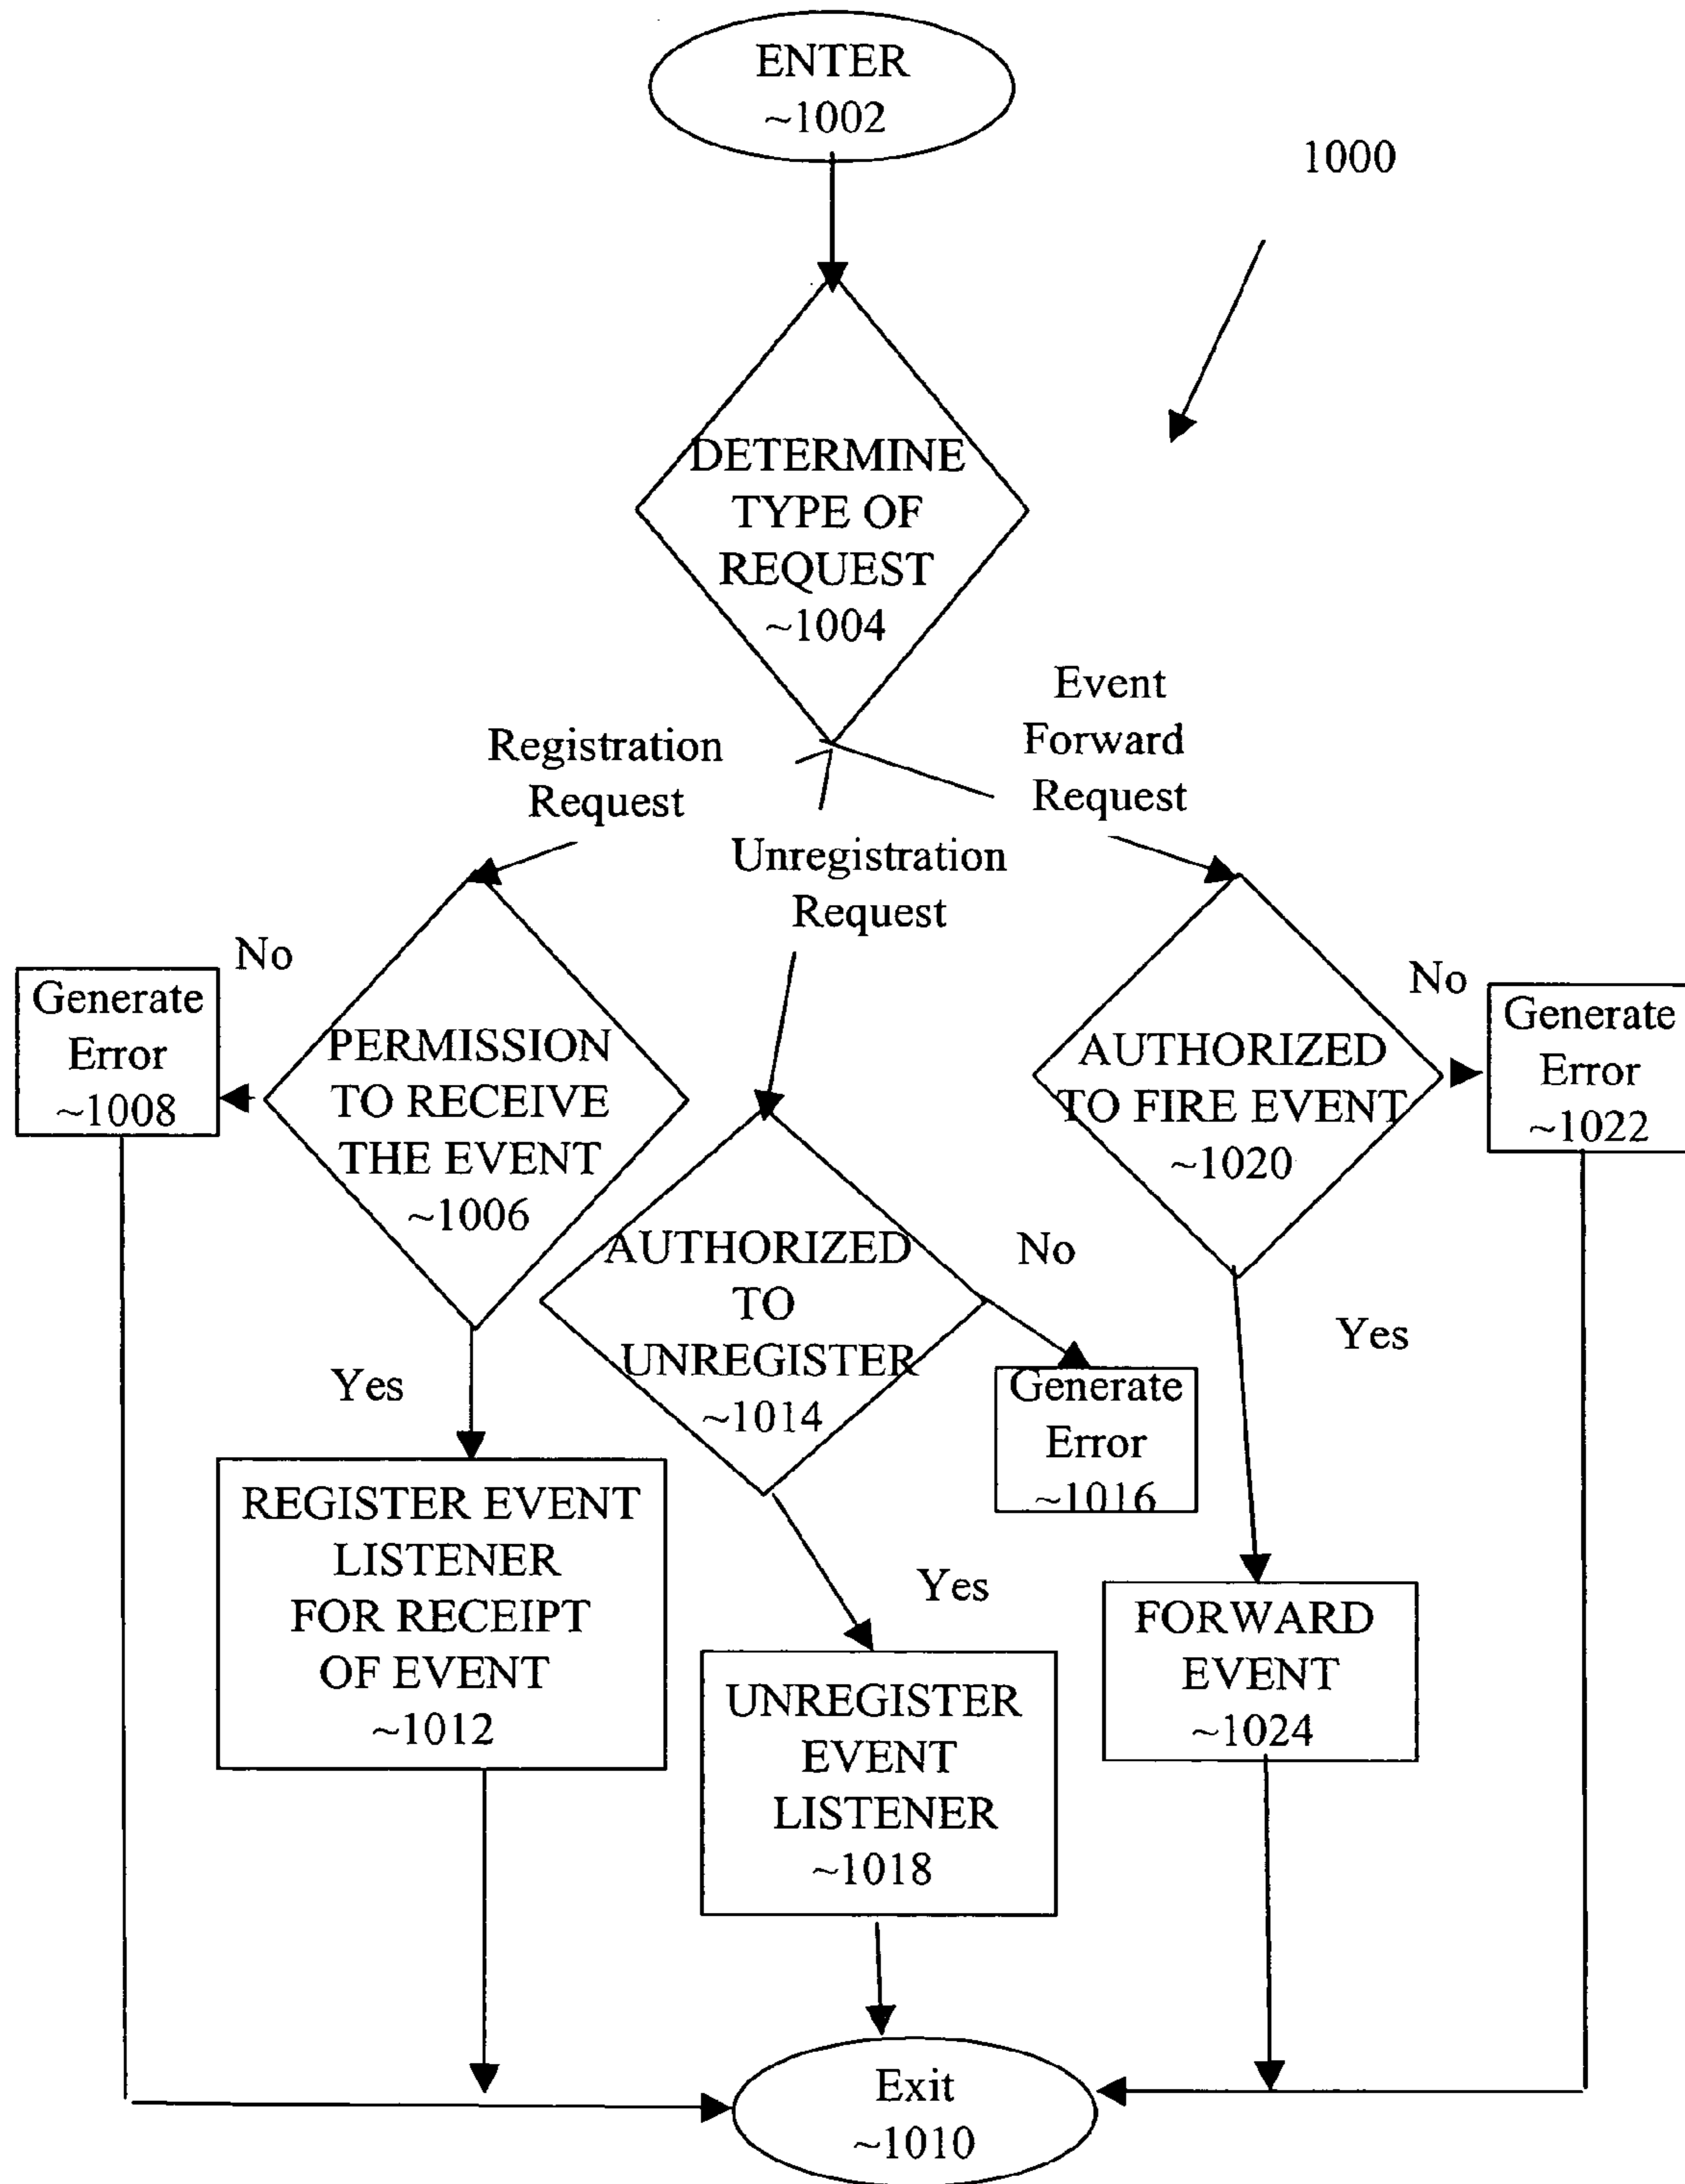 ENTER
~1002
1000
DETERMINE
TYPE OF
REQUEST
~1004
Registration
Request
Unregistration
Request
Event
Forward
Request
No
Generate
Error
~1008
PERMISSION
TO RECEIVE
THE EVENT
~1006
AUTHORIZED
TO FIRE EVENT
~1020
No
Generate
Error
~1022
AUTHORIZED
TO
UNREGISTER
~1014
No
Generate
Error
~1016
Yes
Yes
REGISTER EVENT
LISTENER
FOR RECEIPT
OF EVENT
~1012
Yes
UNREGISTER
EVENT
LISTENER
~1018
FORWARD
EVENT
~1024
Exit
~1010